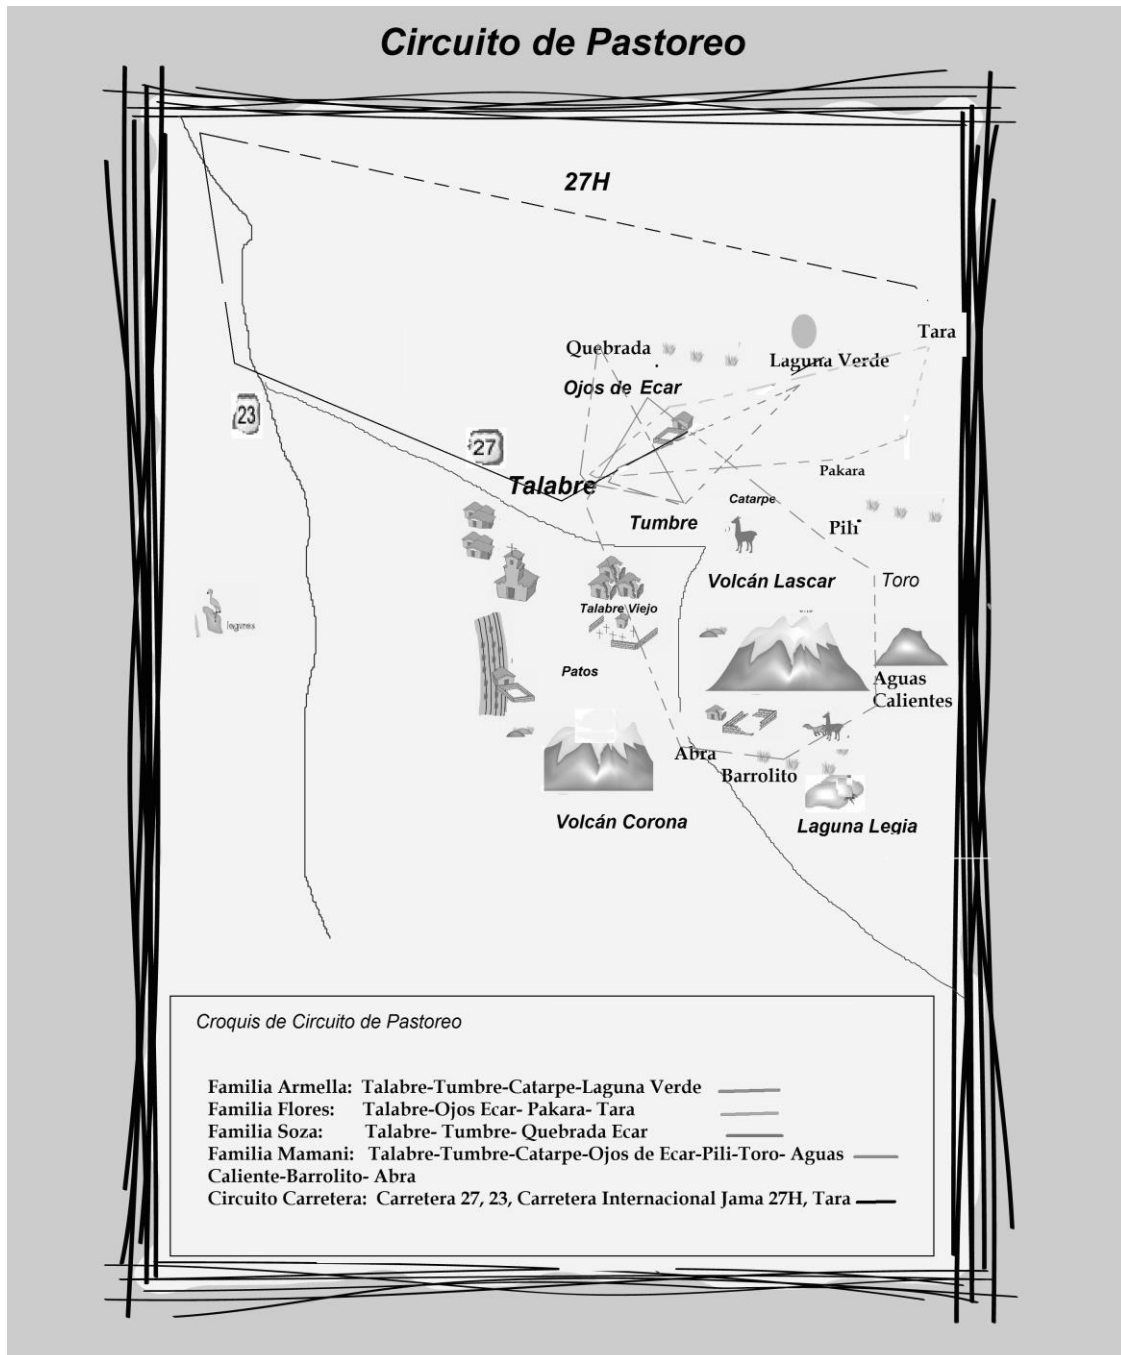 Circuito de Pastoreo
27H
Tara
Quebrada
Laguna Verde
Ojos de Ecar
23
27
Pakara
Talabre
Catarpe
Tumbre
Pili
Volcán Lascar
Toro
Talabre Viejo
Patos
Aguas
Calientes
Abra
Barrolito
Volcán Corona
Laguna Legia
Croquis de Circuito de Pastoreo
Familia Armella: Talabre-Tumbre-Catarpe-Laguna Verde
Familia Flores: Talabre-Ojos Ecar- Pakara- Tara
Familia Soza: Talabre- Tumbre- Quebrada Ecar
Familia Mamani: Talabre-Tumbre-Catarpe-Ojos de Ecar-Pili-Toro- Aguas
Caliente-Barrolito- Abra
Circuito Carretera: Carretera 27, 23, Carretera Internacional Jama 27H, Tara